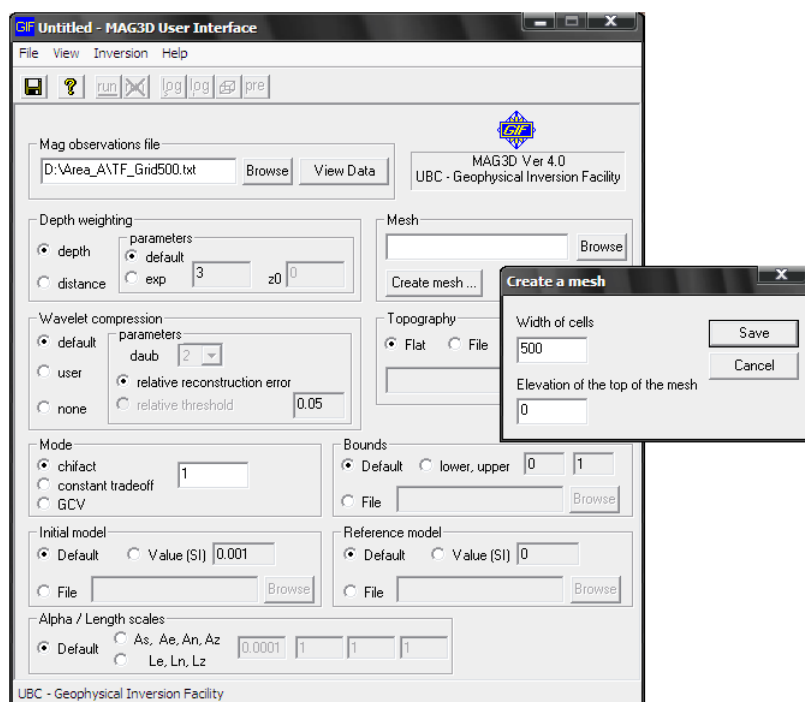 GIF Untitled - MAG3D User Interface
File View Inversion Help
run log log pre
GIF
Mag observations file
D:\Area_A\TF_Grid500.txt Browse View Data
MAG3D Ver 4.0
UBC - Geophysical Inversion Facility
Depth weighting
parameters
depth
default
distance
exp 3 z0 0
Mesh
Browse
Create mesh ...
Create a mesh
Width of cells
500
Save
Cancel
Elevation of the top of the mesh
0
Wavelet compression
parameters
default
daub 2
user
relative reconstruction error
none
relative threshold 0.05
Topography
Flat File
Mode
chifact
1
constant tradeoff
GCV
Bounds
Default lower, upper 0 1
File Browse
Initial model
Default Value (SI) 0.001
File Browse
Reference model
Default Value (SI) 0
File Browse
Alpha / Length scales
Default
As, Ae, An, Az
Le, Ln, Lz
0.0001 1 1 1
UBC - Geophysical Inversion Facility